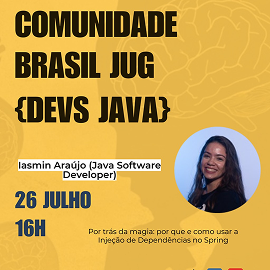 COMUNIDADE
BRASIL JUG
{DEVS JAVA}
Iasmin Araújo (Java Software
Developer)
26 JULHO
16H
Por trás da magia: por que e como usar a
Injeção de Dependências no Spring